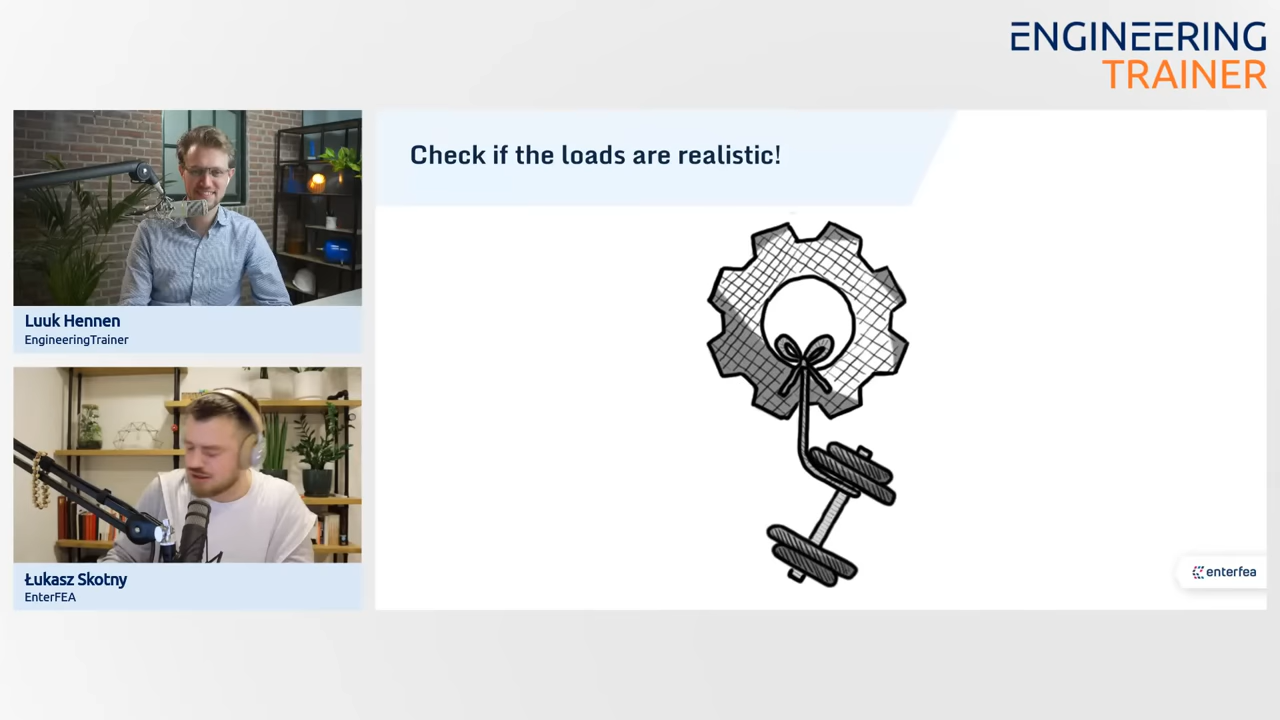 ENGINEERING
TRAINER
Check if the loads are realistic!
Luuk Hennen
EngineeringTrainer
Łukasz Skotny
EnterFEA
enterfea